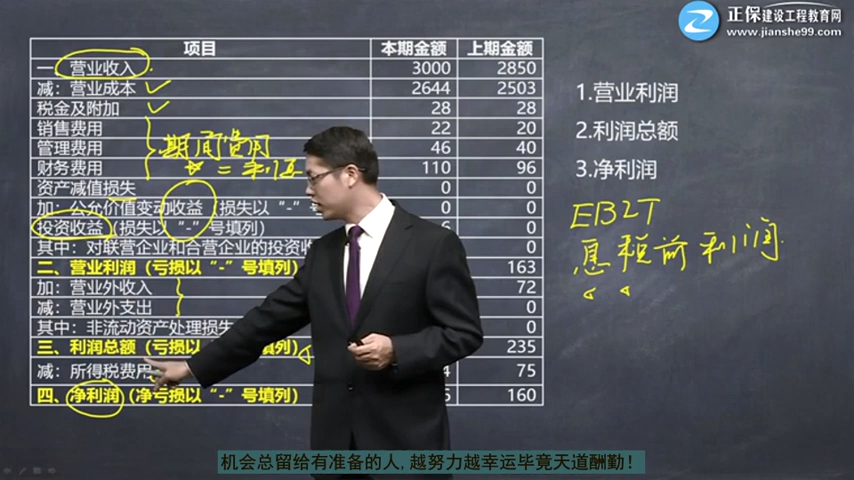 正保建设工程教育网
www.jianshe99.com
项目 本期金额 上期金额
一、营业收入 3000 2850
减：营业成本 2644 2503
税金及附加 28 28
销售费用 22 20
管理费用 46 40
财务费用 110 96
资产减值损失 0 0
加：公允价值变动收益（损失以“-”号 0
投资收益（损失以“-”号填列） 0
其中：对联营企业和合营企业的投资收 0
二、营业利润（亏损以“-”号填列） 163
加：营业外收入 72
减：营业外支出 0
其中：非流动资产处理损失 0
三、利润总额（亏损以“-”号填列） 235
减：所得税费用 75
四、净利润（净亏损以“-”号填列） 160
期间费用
= 利息
1.营业利润
2.利润总额
3.净利润
EBIT
息税前利润
机会总留给有准备的人,越努力越幸运毕竟天道酬勤！